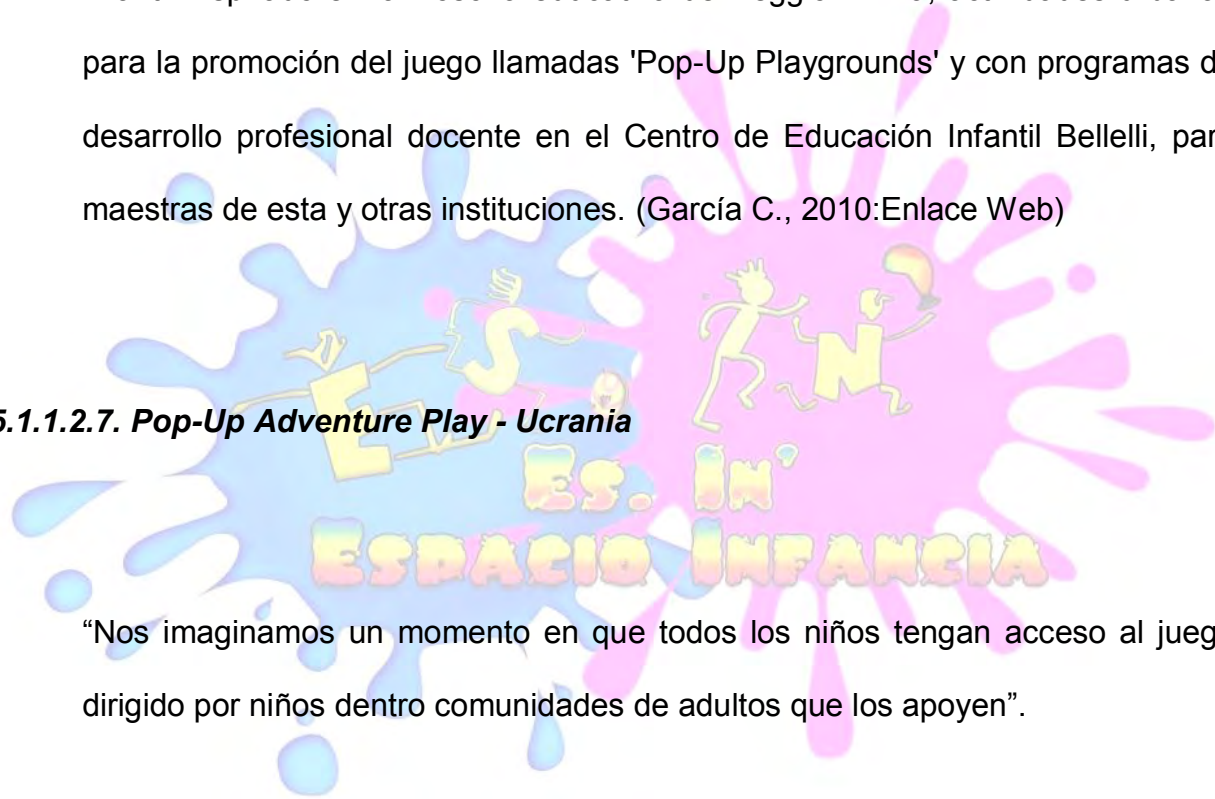 para la promoción del juego llamadas 'Pop-Up Playgrounds' y con programas d
desarrollo profesional docente en el Centro de Educación Infantil Bellelli, par
maestras de esta y otras instituciones. (García C., 2010:Enlace Web)
ES IN
5.1.1.2.7. Pop-Up Adventure Play - Ucrania
Es. In'
Espacio Infancia
“Nos imaginamos un momento en que todos los niños tengan acceso al jueg
dirigido por niños dentro comunidades de adultos que los apoyen”.